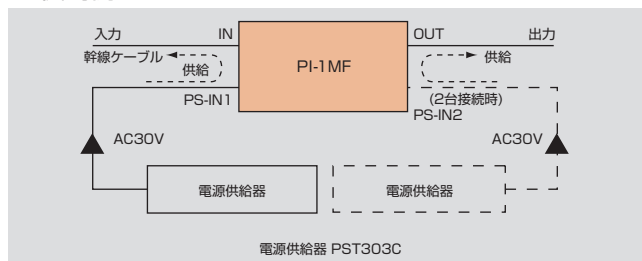 入力
IN
OUT
出力
幹線ケーブル
供給
PI-1MF
供給
PS-IN1
(2台接続時)
PS-IN2
AC30V
AC30V
電源供給器
電源供給器
電源供給器 PST303C